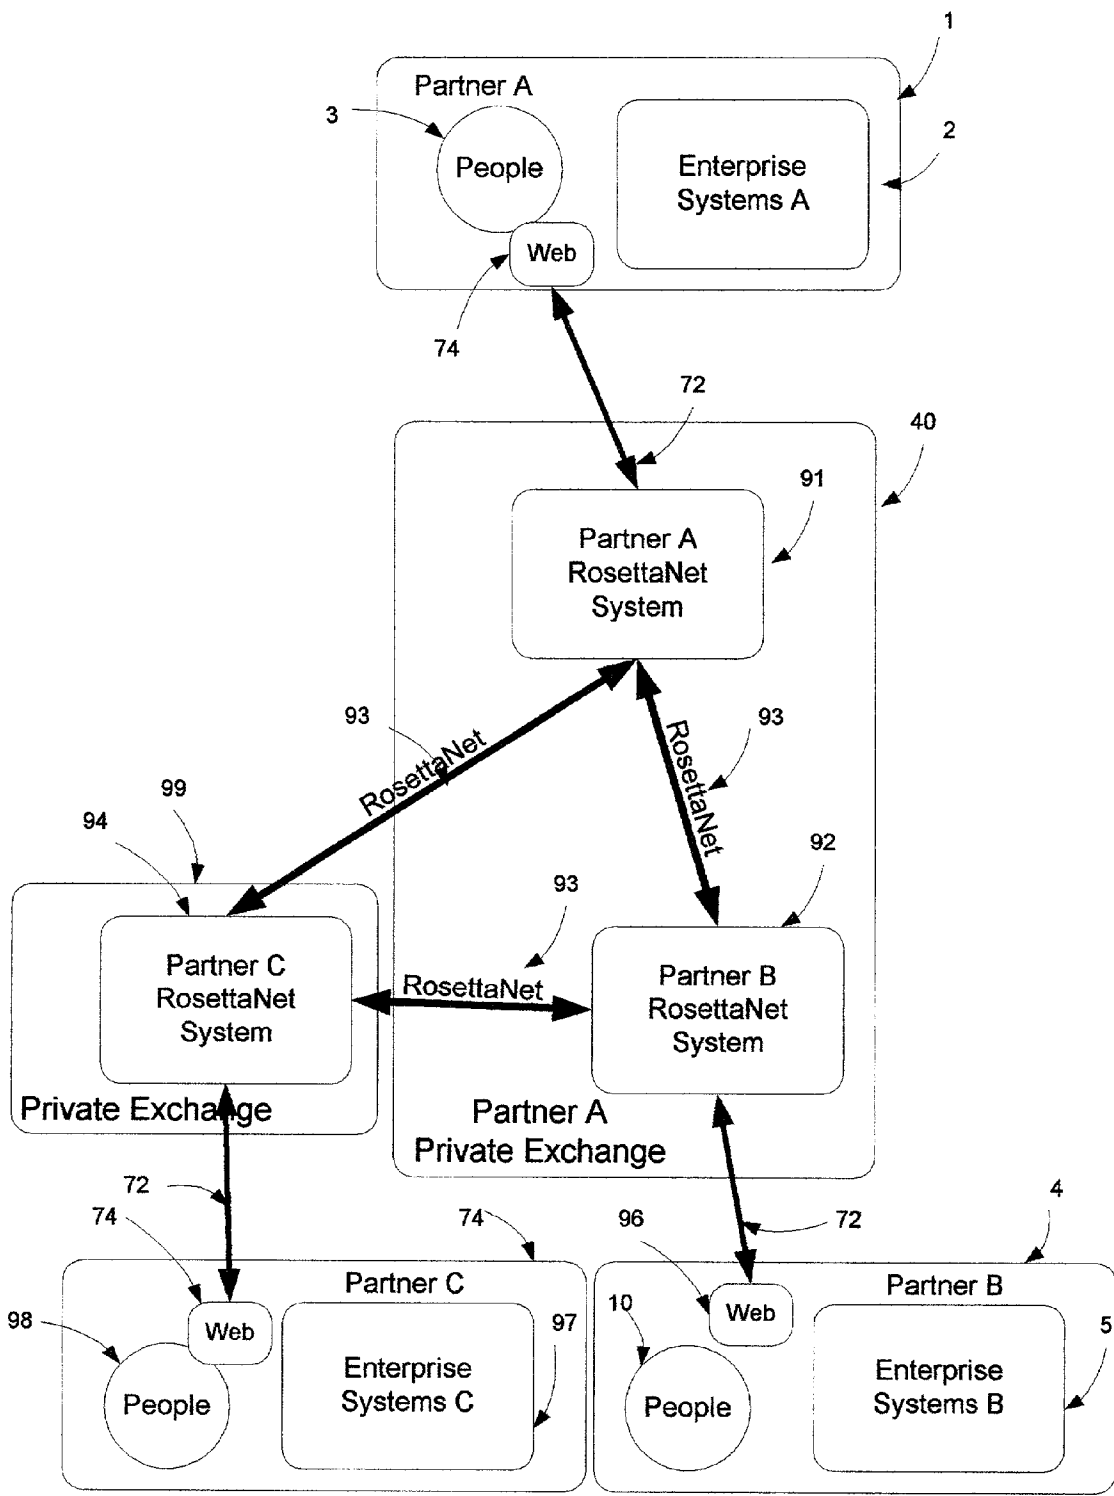 1
Partner A
3
People
Enterprise
Systems A
2
Web
74
72
40
91
Partner A
RosettaNet
System
93
RosettaNet
RosettaNet
93
99
94
92
93
Partner C
RosettaNet
System
RosettaNet
Partner B
RosettaNet
System
Private Exchange
Partner A
Private Exchange
72
74
74
96
72
4
Partner C
Partner B
98
Web
97
10
Web
5
People
Enterprise
Systems C
People
Enterprise
Systems B